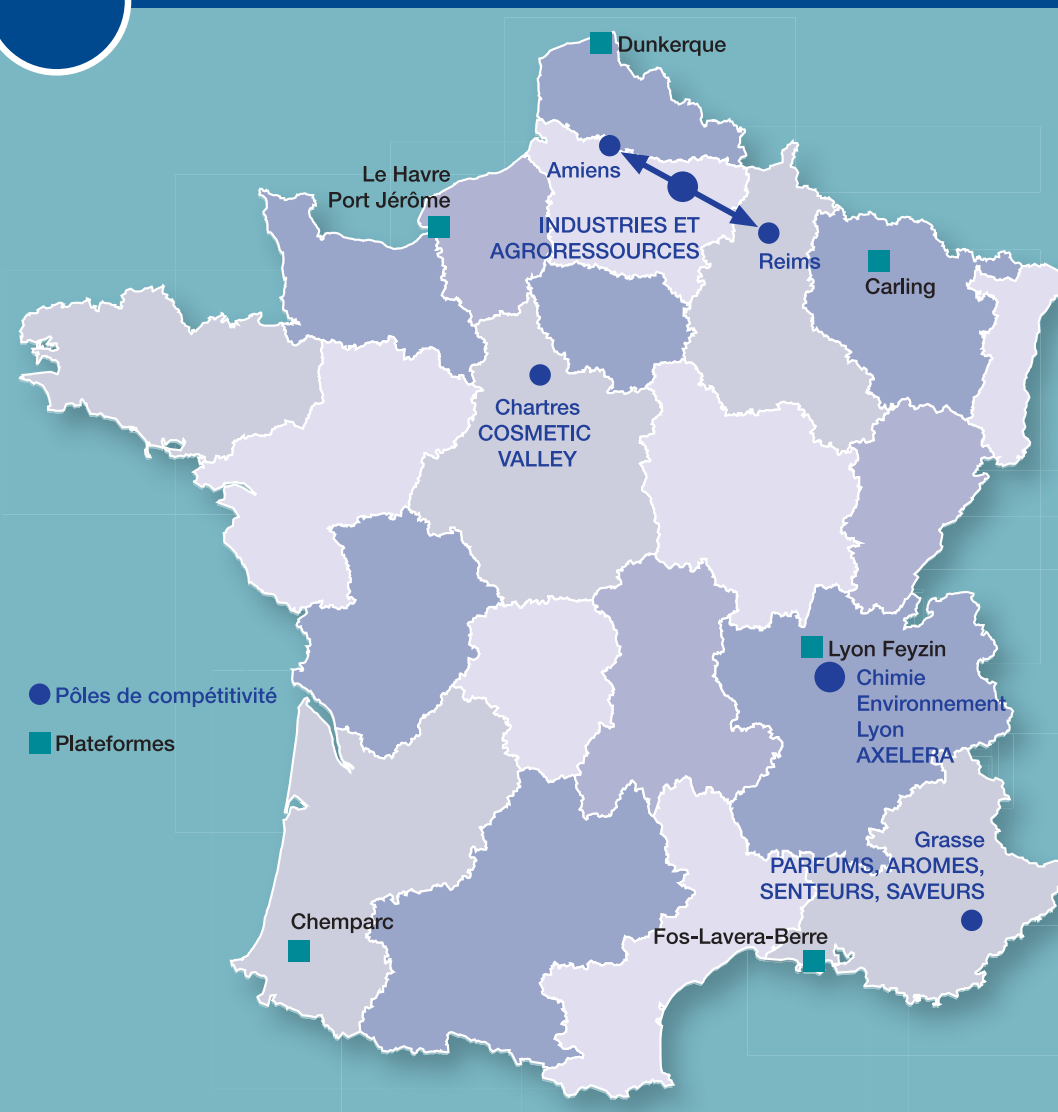 Dunkerque
Le Havre
Port Jérôme
Amiens
INDUSTRIES ET
AGRORESSOURCES
Reims
Carling
Chartres
COSMETIC
VALLEY
Pôles de compétitivité
Plateformes
Lyon Feyzin
Chimie
Environnement
Lyon
AXELERA
Grasse
PARFUMS, AROMES,
SENTEURS, SAVEURS
Chemparc
Fos-Lavera-Berre